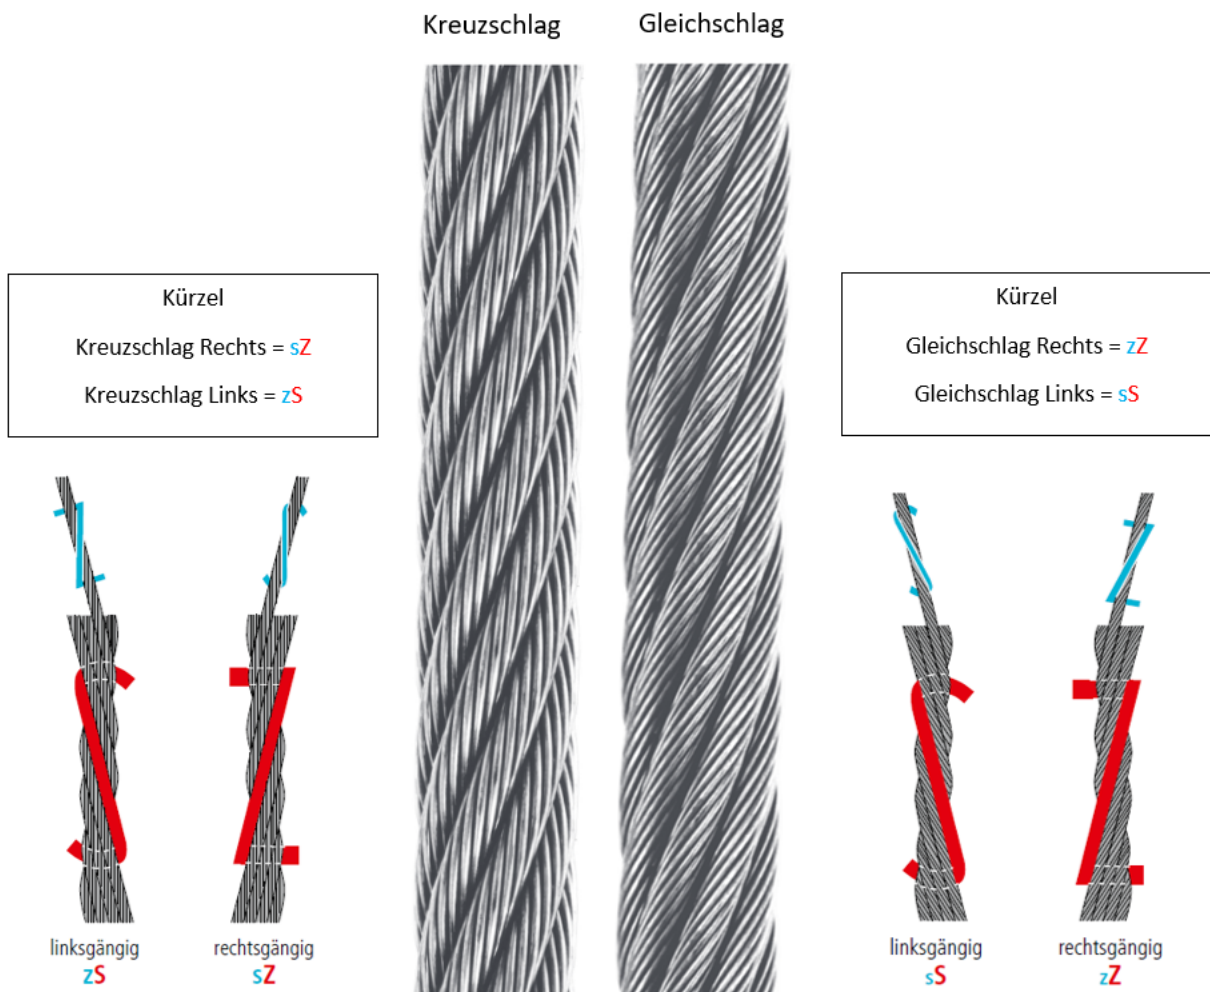 Kreuzschlag
Gleichschlag
Kürzel
Kreuzschlag Rechts = sZ
Kreuzschlag Links = zS
Kürzel
Gleichschlag Rechts = zZ
Gleichschlag Links = sS
linksgängig
zS
rechtsgängig
sZ
linksgängig
sS
rechtsgängig
zZ